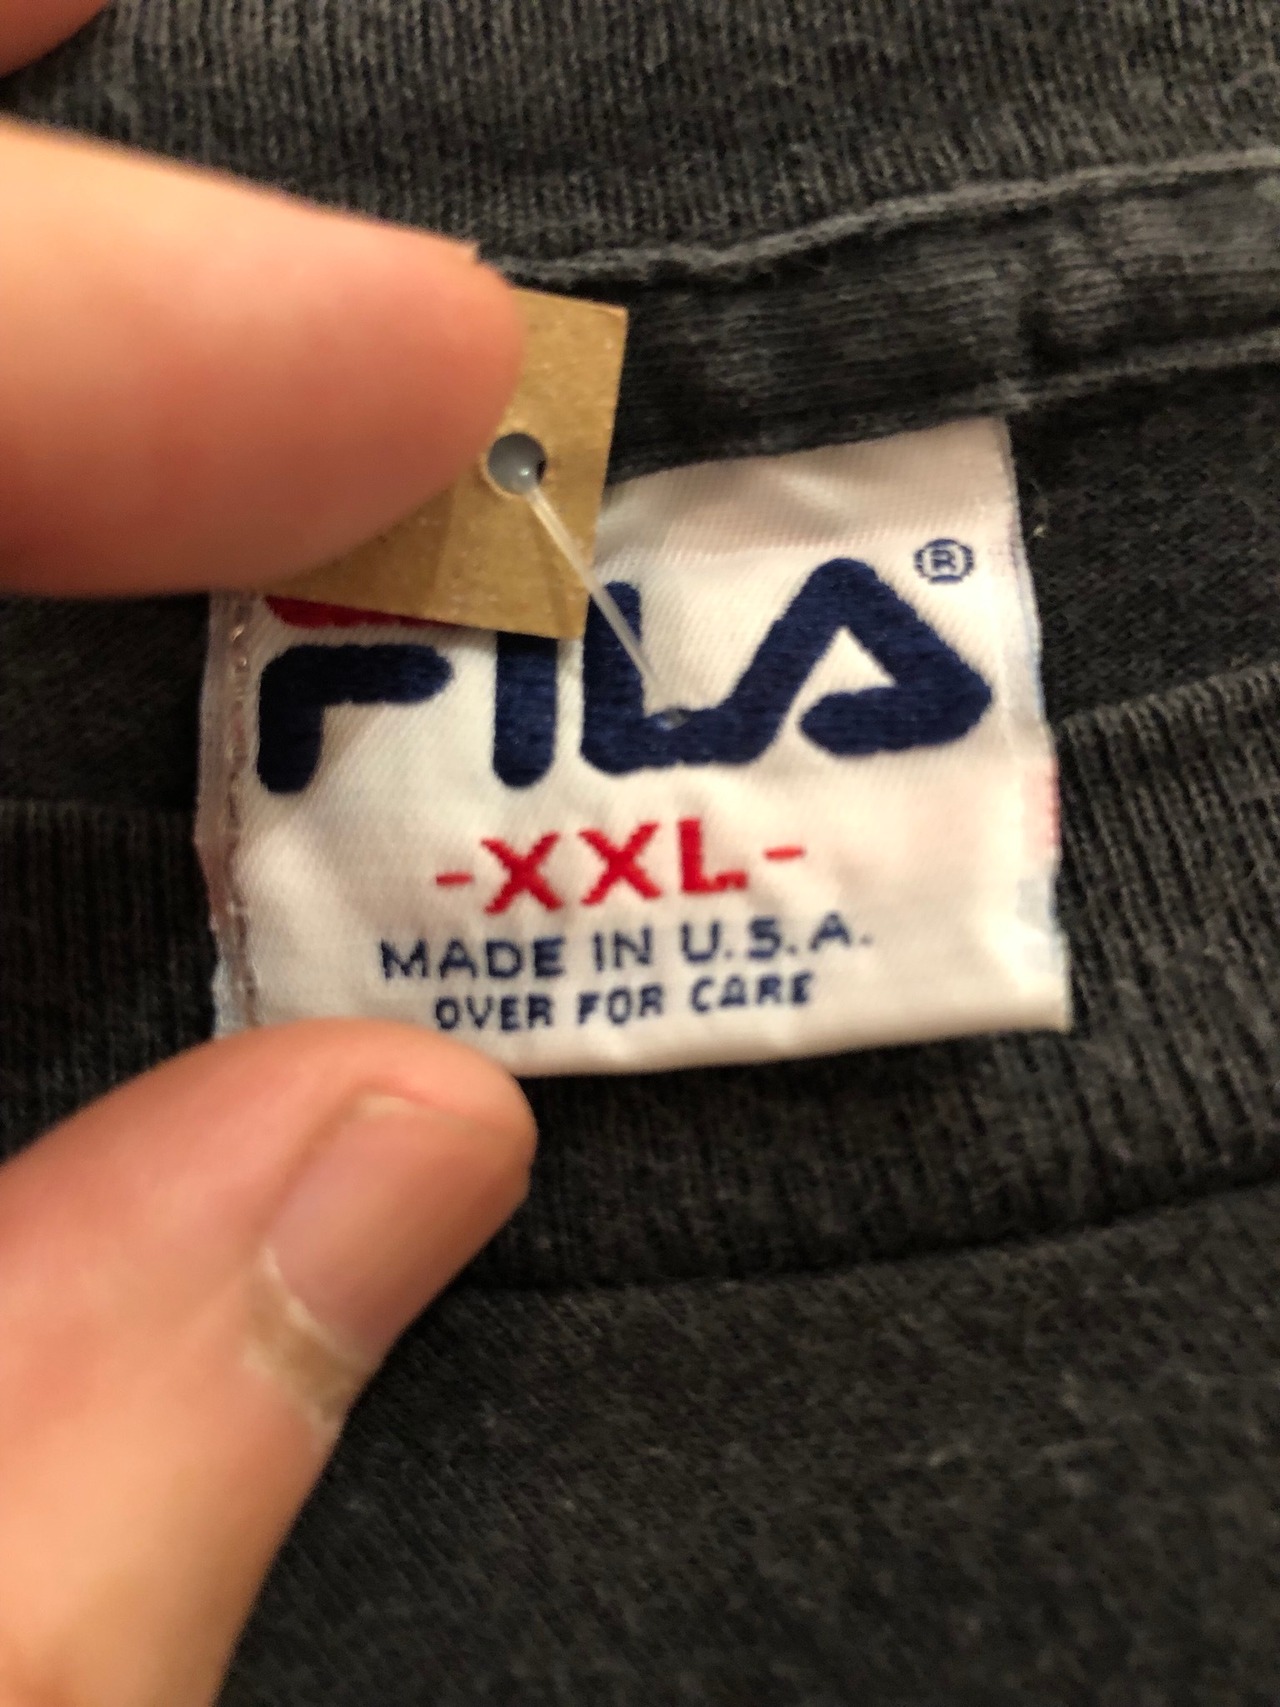 FILA®
-XXL-
MADE IN U.S.A.
OVER FOR CARE